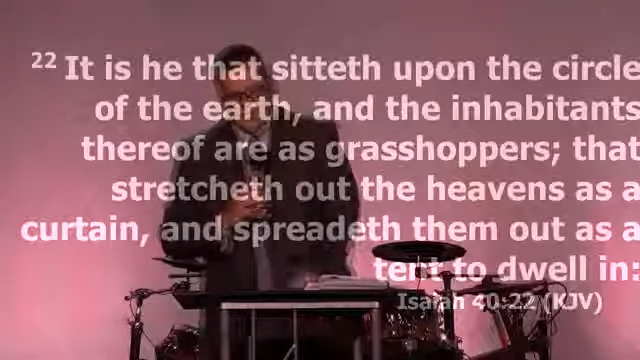 22 It is he that sitteth upon the circle
of the earth, and the inhabitants
thereof are as grasshoppers; that
stretcheth out the heavens as a
curtain, and spreadeth them out as a
tent to dwell in:
Isaiah 40:22 (KJV)